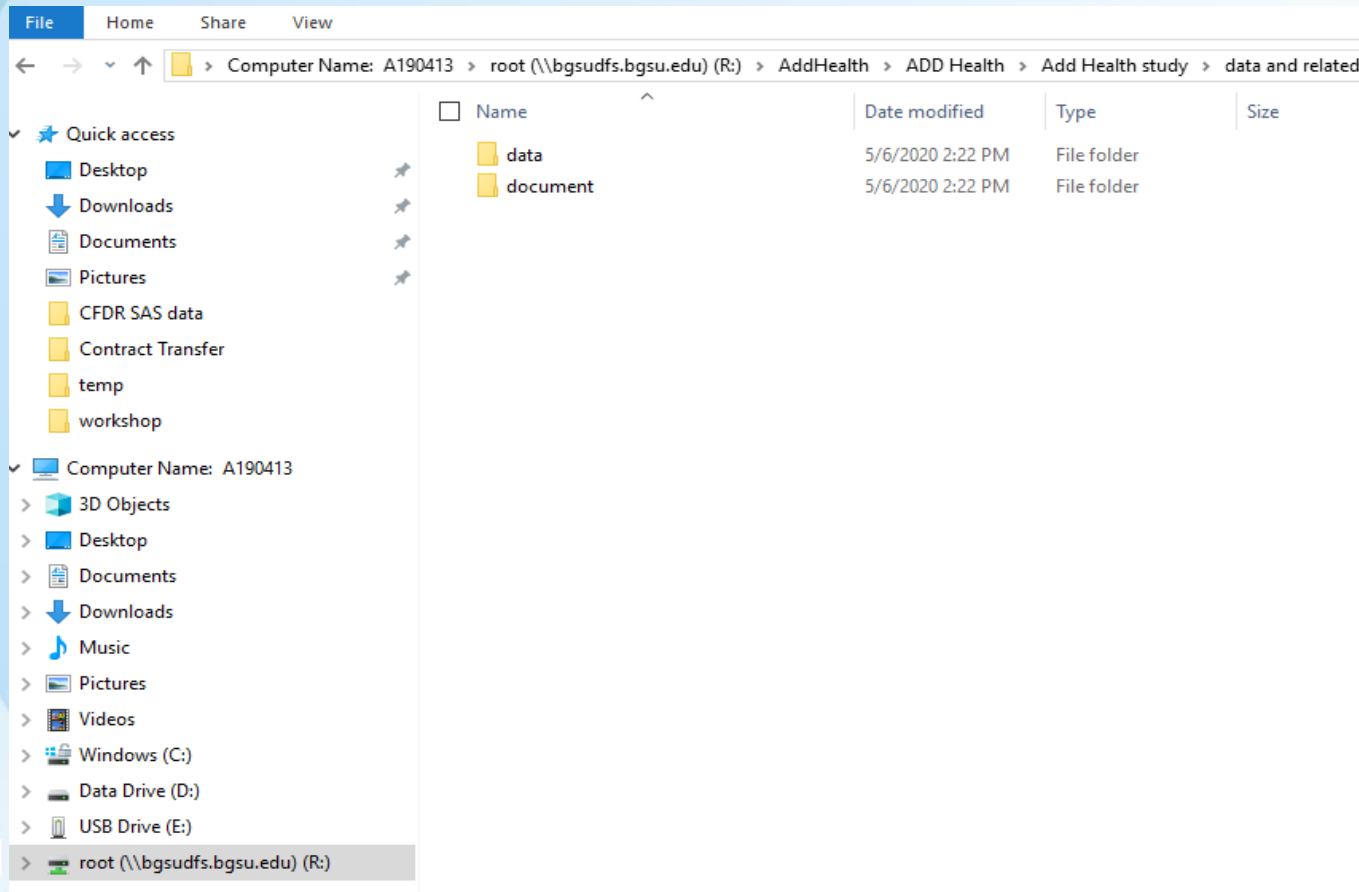 File Home Share View
Computer Name: A190413 > root (\\bgsudfs.bgsu.edu) (R:) > AddHealth > ADD Health > Add Health study > data and related
Name Date modified Type Size
data 5/6/2020 2:22 PM File folder
document 5/6/2020 2:22 PM File folder
Quick access
Desktop
Downloads
Documents
Pictures
CFDR SAS data
Contract Transfer
temp
workshop
Computer Name: A190413
3D Objects
Desktop
Documents
Downloads
Music
Pictures
Videos
Windows (C:)
Data Drive (D:)
USB Drive (E:)
root (\\bgsudfs.bgsu.edu) (R:)